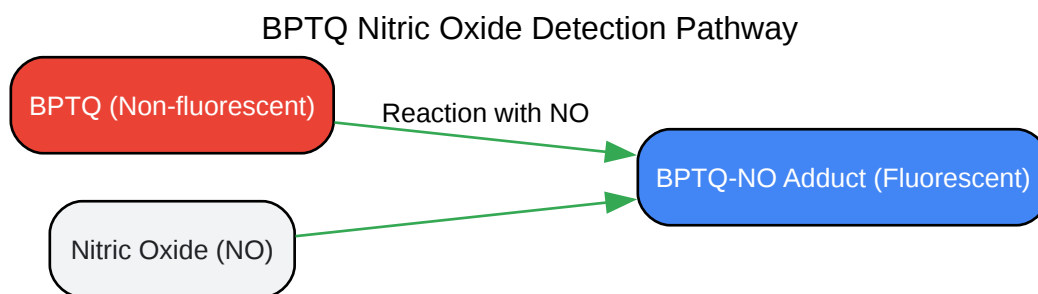 BPTQ Nitric Oxide Detection Pathway
BPTQ (Non-fluorescent)
Reaction with NO
BPTQ-NO Adduct (Fluorescent)
Nitric Oxide (NO)